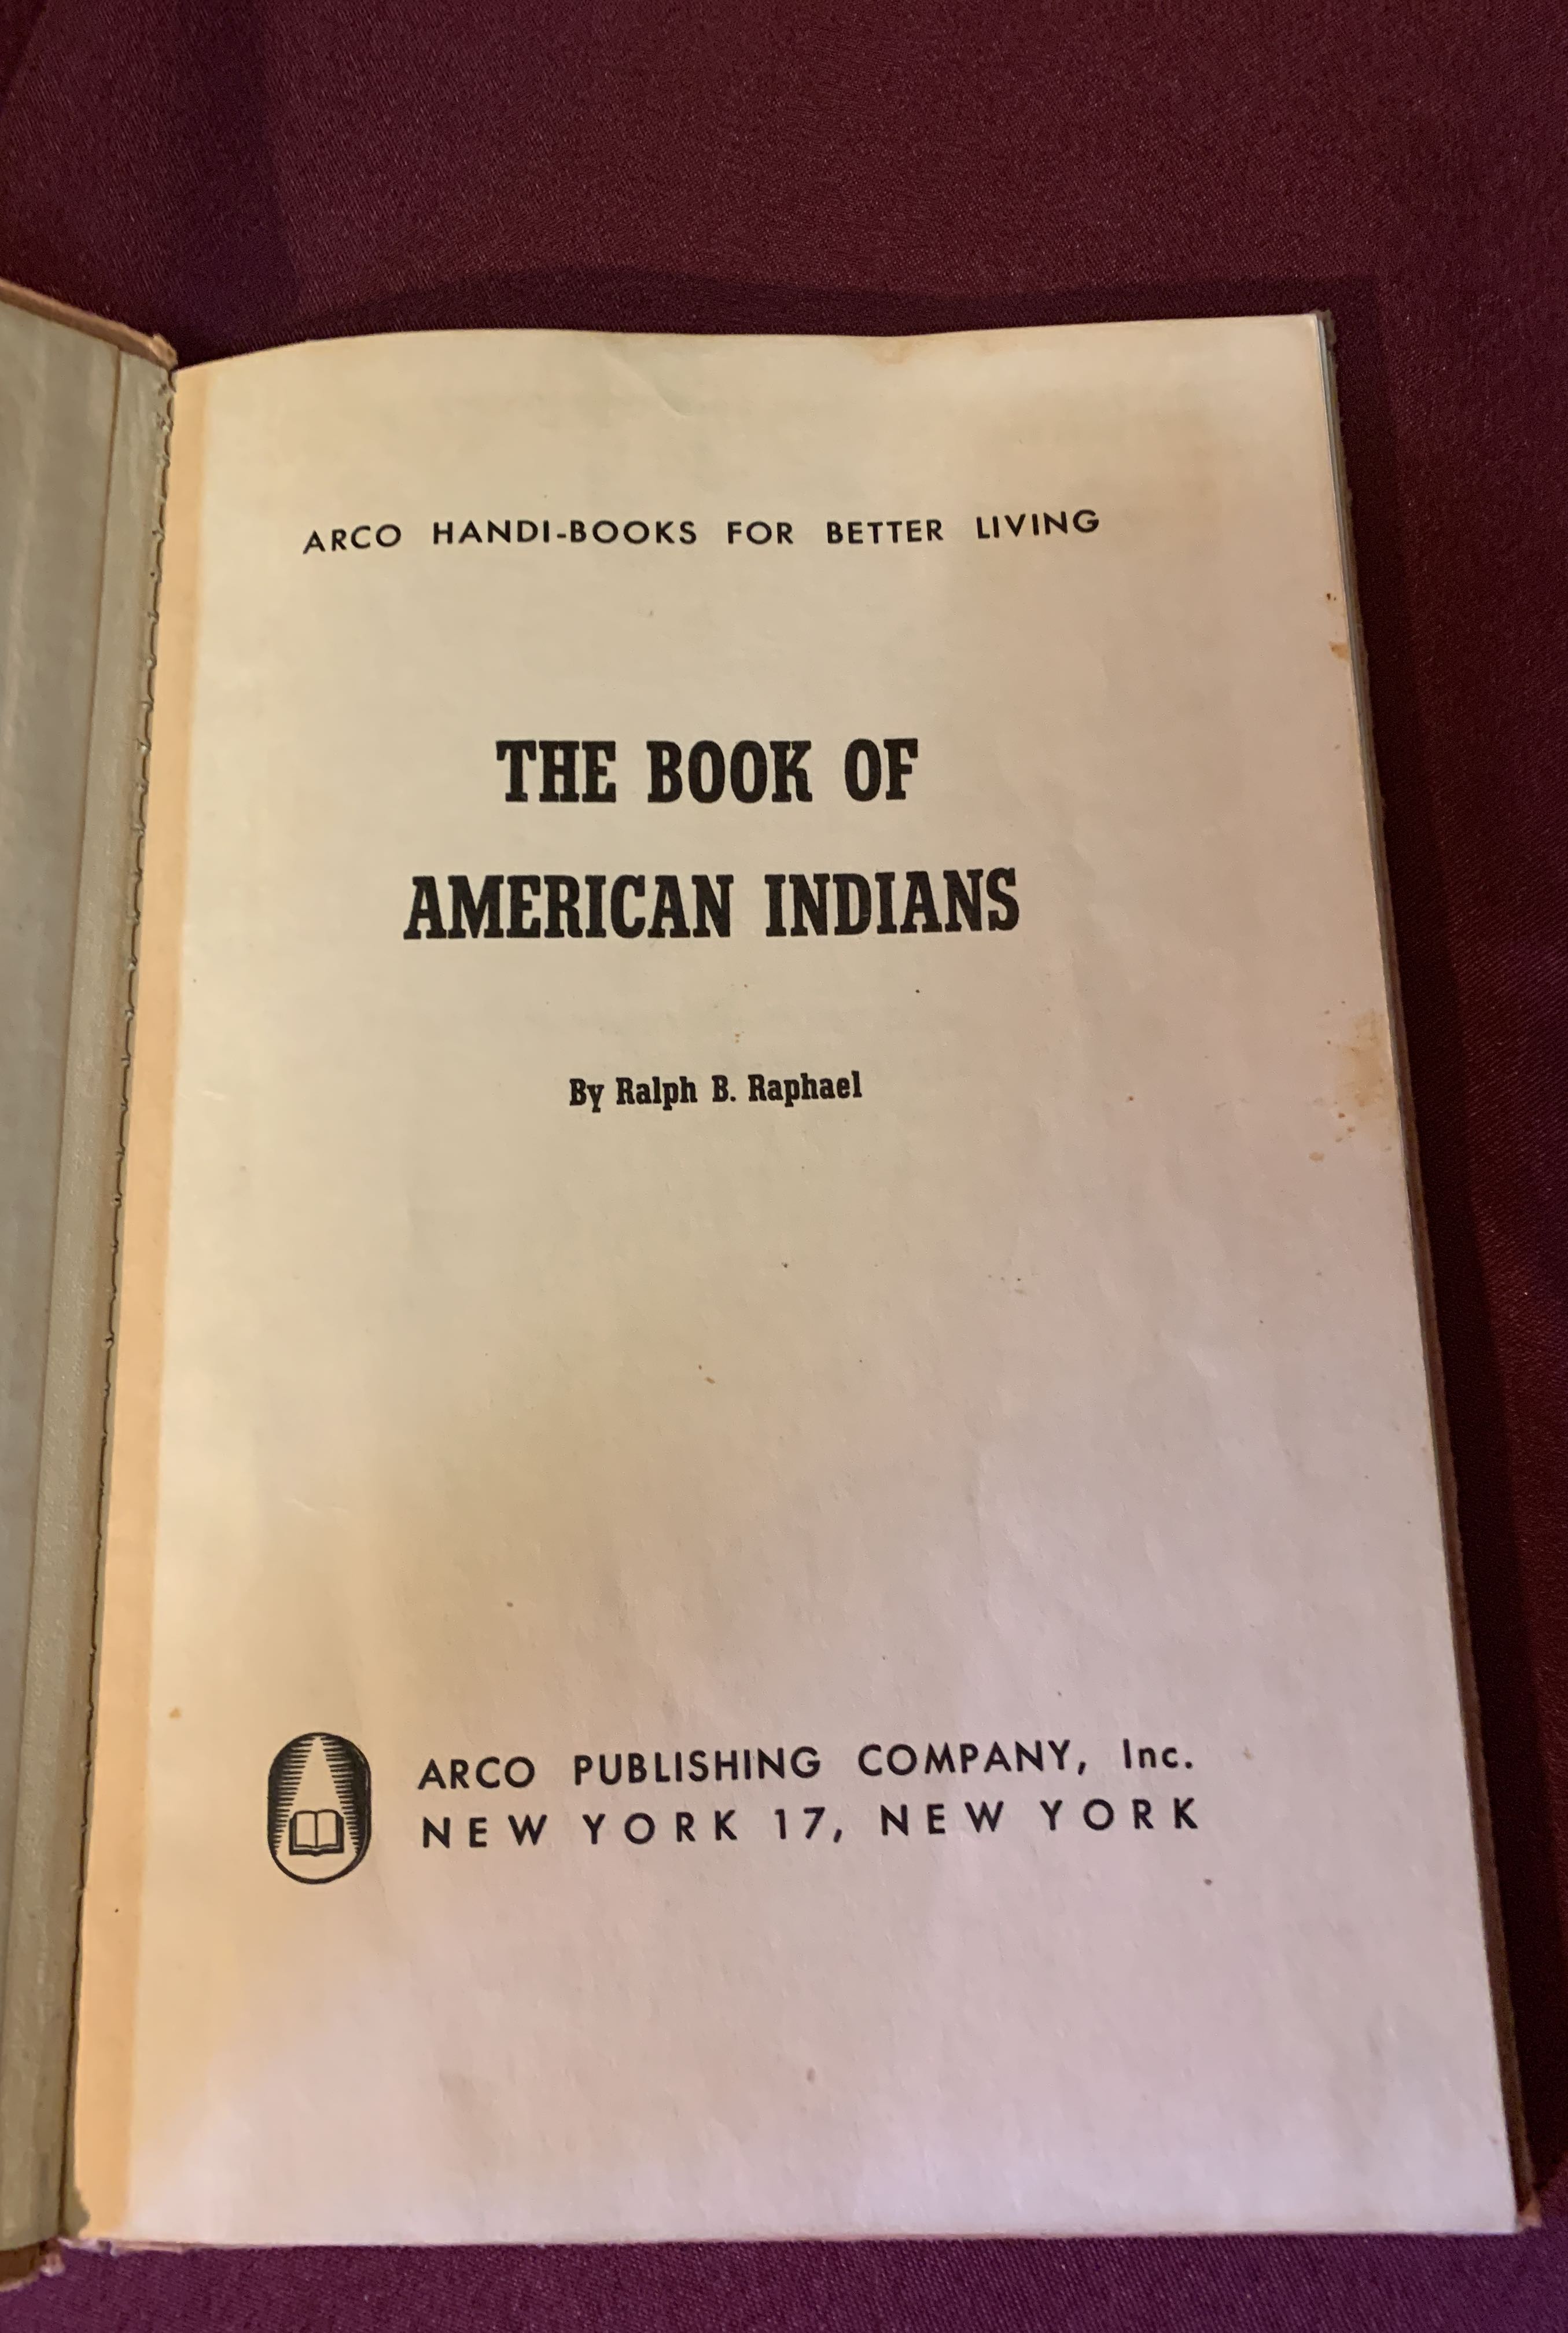 ARCO HANDI-BOOKS FOR BETTER LIVING
THE BOOK OF
AMERICAN INDIANS
By Ralph B. Raphael
ARCO PUBLISHING COMPANY, Inc.
NEW YORK 17, NEW YORK